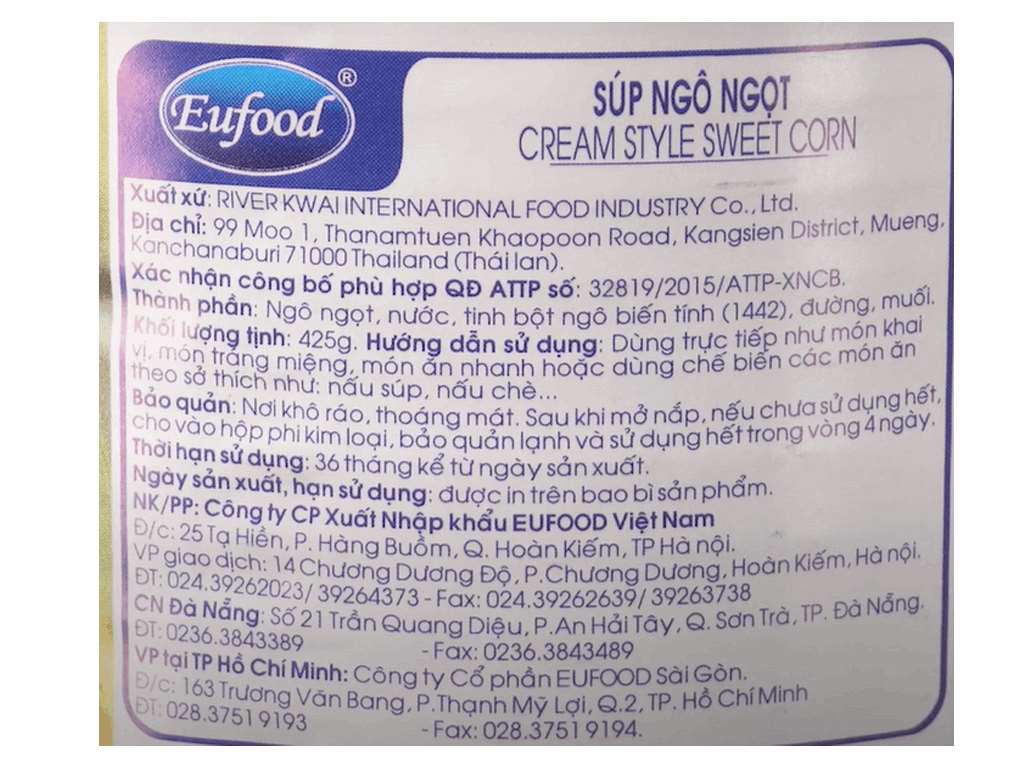 Eufood ®
SÚP NGÔ NGỌT
CREAM STYLE SWEET CORN
Xuất xứ: RIVER KWAI INTERNATIONAL FOOD INDUSTRY Co., Ltd.
Địa chỉ: 99 Moo 1, Thanamtuen Khaopoon Road, Kangsien District, Mueng,
Kanchanaburi 71000 Thailand (Thái lan).
Xác nhận công bố phù hợp QĐ ATTP số: 32819/2015/ATTP-XNCB.
Thành phần: Ngô ngọt, nước, tinh bột ngô biến tính (1442), đường, muối.
Khối lượng tịnh: 425g. Hướng dẫn sử dụng: Dùng trực tiếp như món khai
vị, món tráng miệng, món ăn nhanh hoặc dùng chế biến các món ăn
theo sở thích như: nấu súp, nấu chè...
Bảo quản: Nơi khô ráo, thoáng mát. Sau khi mở nắp, nếu chưa sử dụng hết,
cho vào hộp phi kim loại, bảo quản lạnh và sử dụng hết trong vòng 4 ngày.
Thời hạn sử dụng: 36 tháng kể từ ngày sản xuất.
Ngày sản xuất, hạn sử dụng: được in trên bao bì sản phẩm.
NK/PP: Công ty CP Xuất Nhập khẩu EUFOOD Việt Nam
Đ/c: 25 Tạ Hiền, P. Hàng Buồm, Q. Hoàn Kiếm, TP Hà nội.
VP giao dịch: 14 Chương Dương Độ, P.Chương Dương, Hoàn Kiếm, Hà nội.
ĐT: 024.39262023/ 39264373 - Fax: 024.39262639/ 39263738
CN Đà Nẵng: Số 21 Trần Quang Diệu, P.An Hải Tây, Q. Sơn Trà, TP. Đà Nẵng.
ĐT: 0236.3843389 - Fax: 0236.3843489
VP tại TP Hồ Chí Minh: Công ty Cổ phần EUFOOD Sài Gòn.
Đ/c: 163 Trương Văn Bang, P.Thạnh Mỹ Lợi, Q.2, TP. Hồ Chí Minh
ĐT: 028.3751 9193 - Fax: 028.3751 9194.